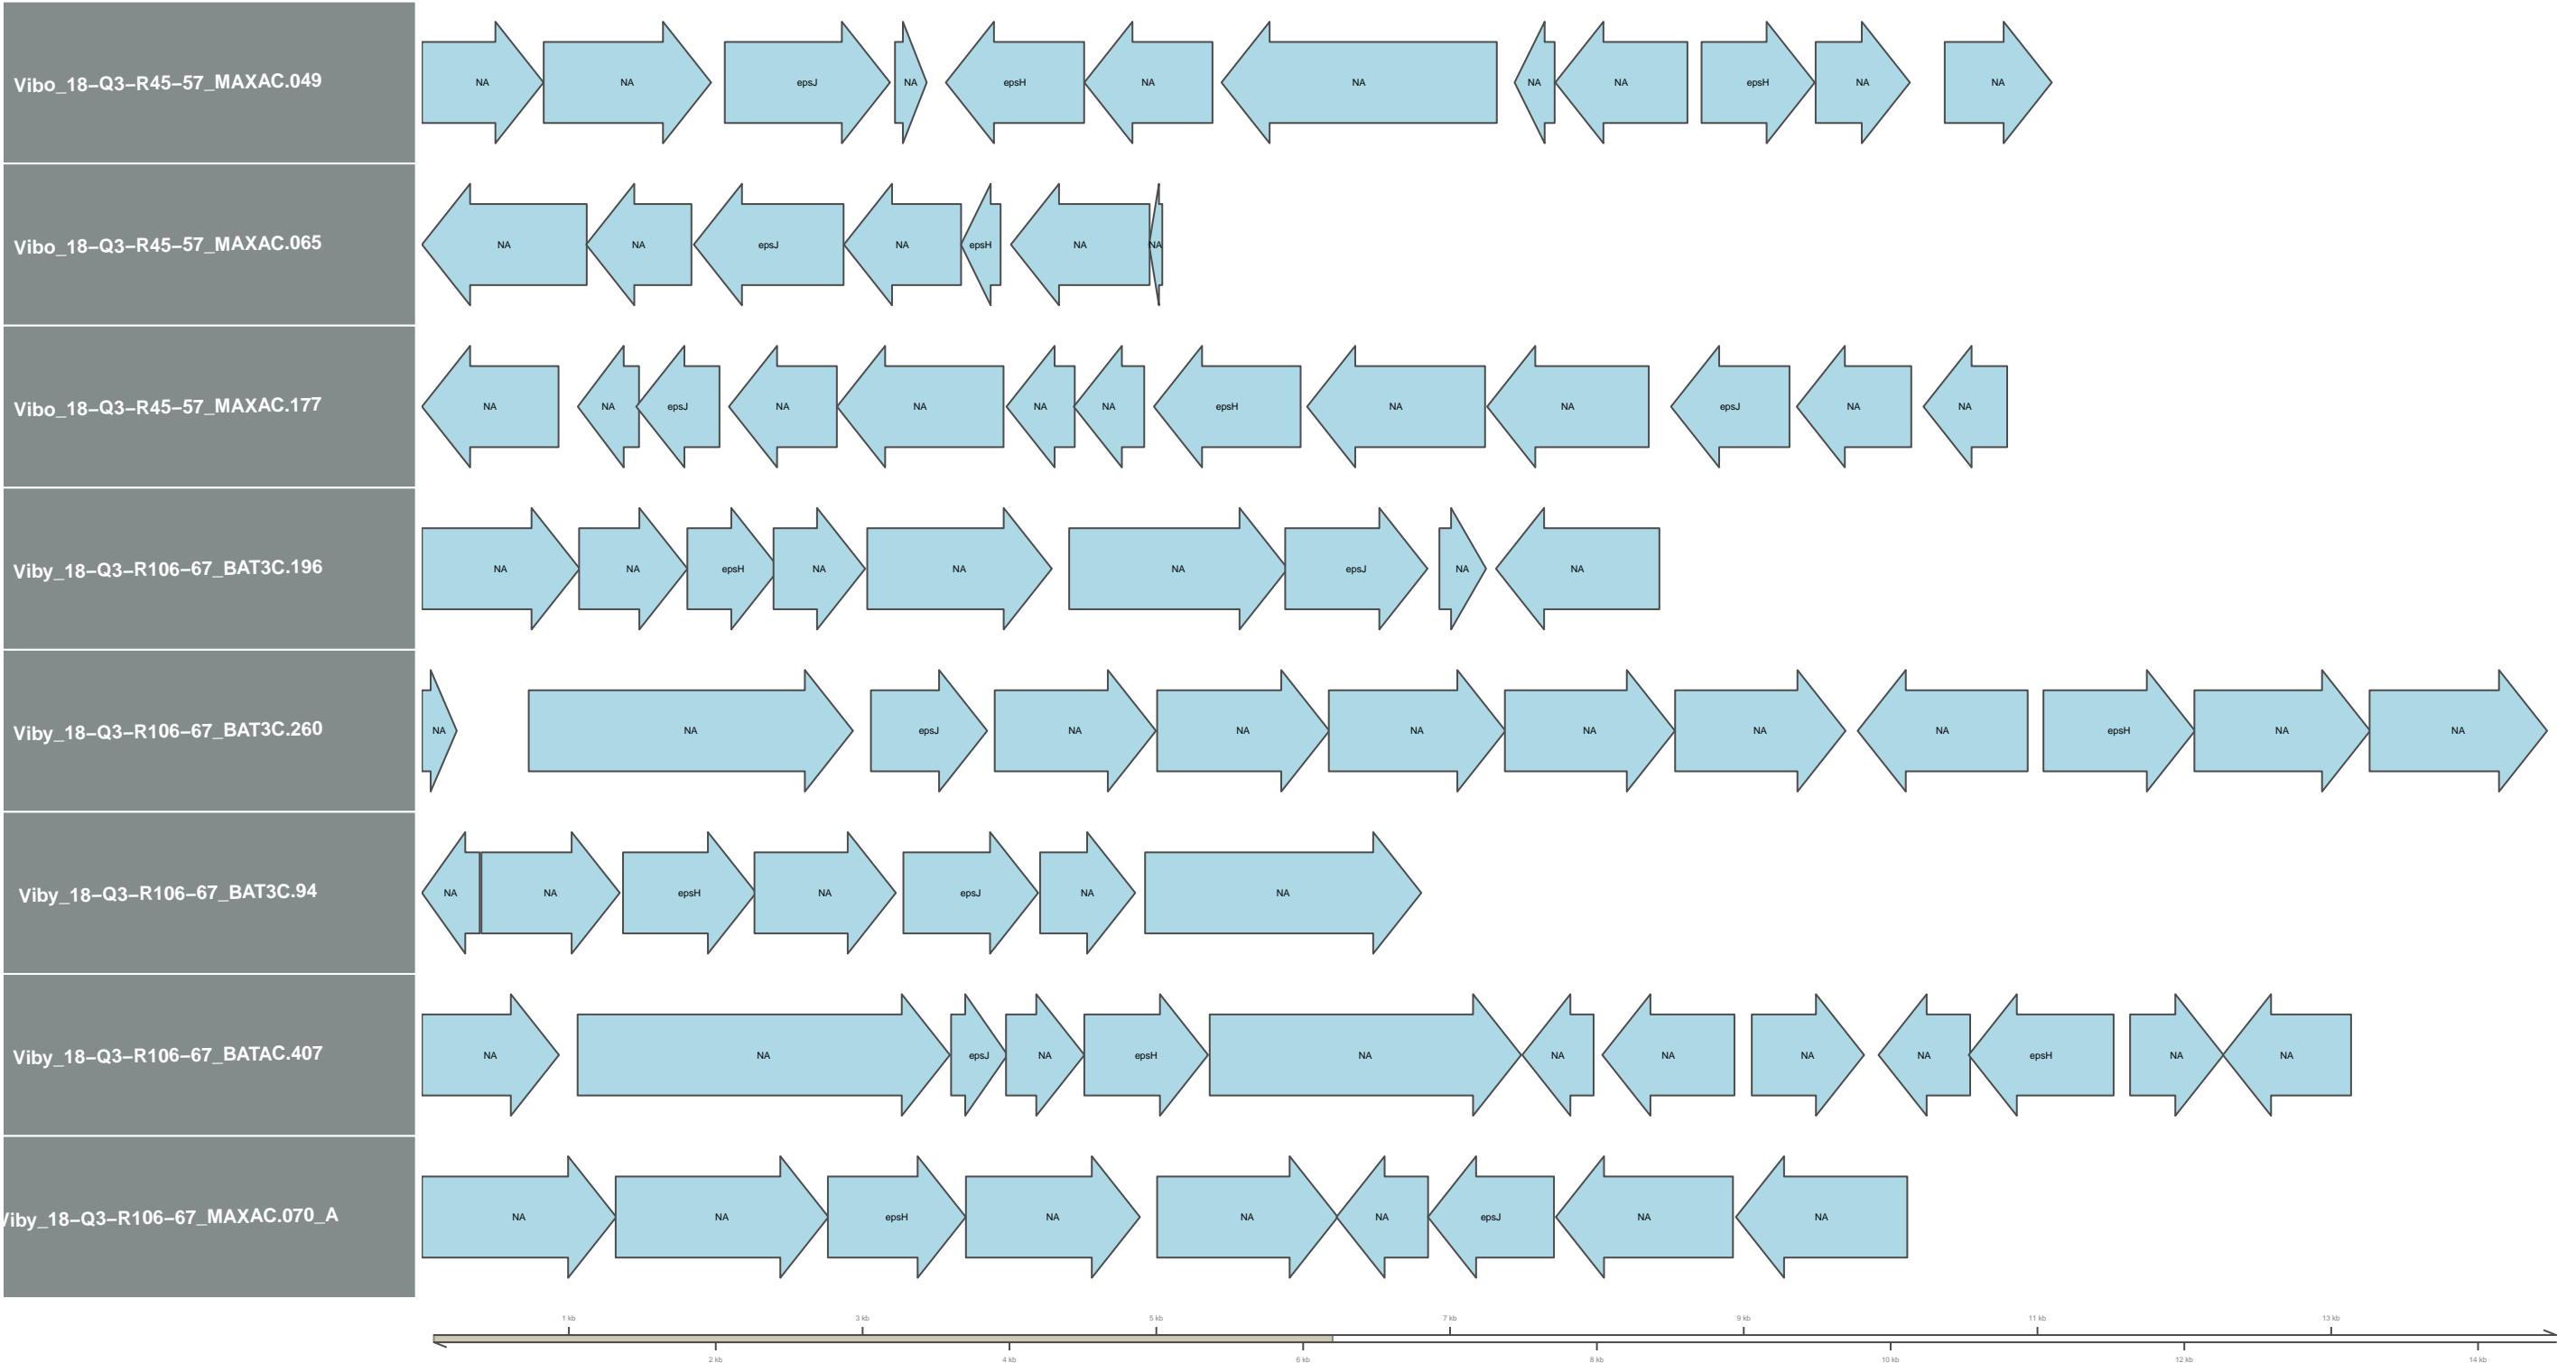 Vibo_18−Q3−R45−57_MAXAC.049 NA NA epsJ NA epsH NA NA NA NA epsH NA NA
Vibo_18−Q3−R45−57_MAXAC.065 NA NA epsJ NA epsH NA NA
Vibo_18−Q3−R45−57_MAXAC.177 NA NA epsJ NA NA NA NA epsH NA NA epsJ NA NA
Viby_18−Q3−R106−67_BAT3C.196 NA NA epsH NA NA NA epsJ NA NA
Viby_18−Q3−R106−67_BAT3C.260 NA NA epsJ NA NA NA NA NA NA epsH NA NA
Viby_18−Q3−R106−67_BAT3C.94 NA NA epsH NA epsJ NA NA
Viby_18−Q3−R106−67_BATAC.407 NA NA epsJ NA epsH NA NA NA NA NA epsH NA NA
Viby_18−Q3−R106−67_MAXAC.070_A NA NA epsH NA NA NA epsJ NA NA
1 kb 3 kb 5 kb 7 kb 9 kb 11 kb 13 kb
2 kb 4 kb 6 kb 8 kb 10 kb 12 kb 14 kb